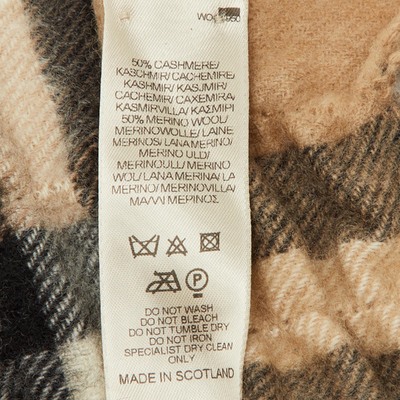 50% CASHMERE/
KASCHMIR/ CACHEMIRE/
KASHMIR/ KASJMIR/
CACHEMIR/ CAXEMIRA/
KASMIRVILLA/ ΚΑΣΜΙΡΙ
50% MERINO WOOL/
MERINOWOLLE/ LAINE
MERINOS/ LANA MERINO/
MERINO ULD/
MERINOULL/ MERINO
WOL/ LANA MERINA/ LA
MERINO/ MERINOVILLA/
ΜΑΛΛΙ ΜΕΡΙΝΟΣ
P
DO NOT WASH
DO NOT BLEACH
DO NOT TUMBLE DRY
DO NOT IRON
SPECIALIST DRY CLEAN
ONLY
MADE IN SCOTLAND